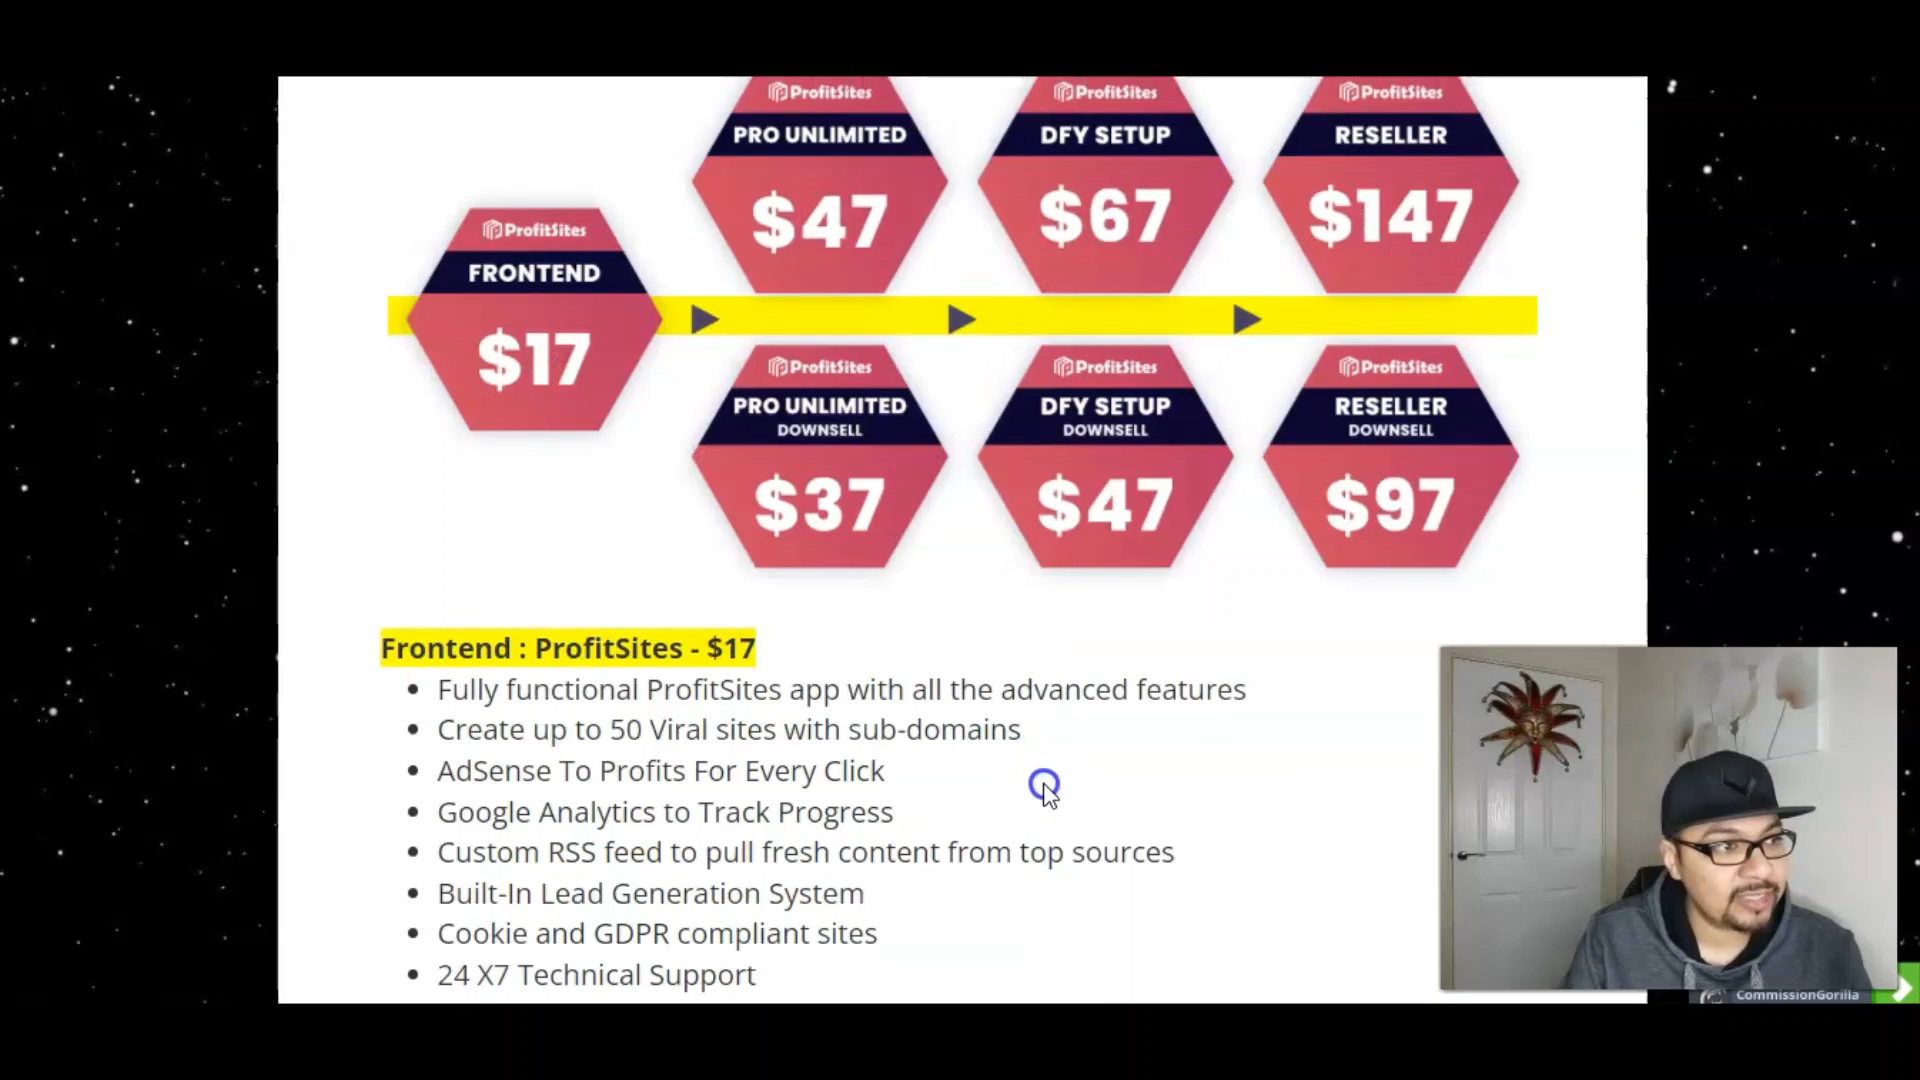 ProfitSites
PRO UNLIMITED
$47
ProfitSites
DFY SETUP
$67
ProfitSites
RESELLER
$147
ProfitSites
FRONTEND
$17
ProfitSites
PRO UNLIMITED
DOWNSELL
$37
ProfitSites
DFY SETUP
DOWNSELL
$47
ProfitSites
RESELLER
DOWNSELL
$97
Frontend : ProfitSites - $17
• Fully functional ProfitSites app with all the advanced features
• Create up to 50 Viral sites with sub-domains
• AdSense To Profits For Every Click
• Google Analytics to Track Progress
• Custom RSS feed to pull fresh content from top sources
• Built-In Lead Generation System
• Cookie and GDPR compliant sites
• 24 X7 Technical Support
CommissionGorilla